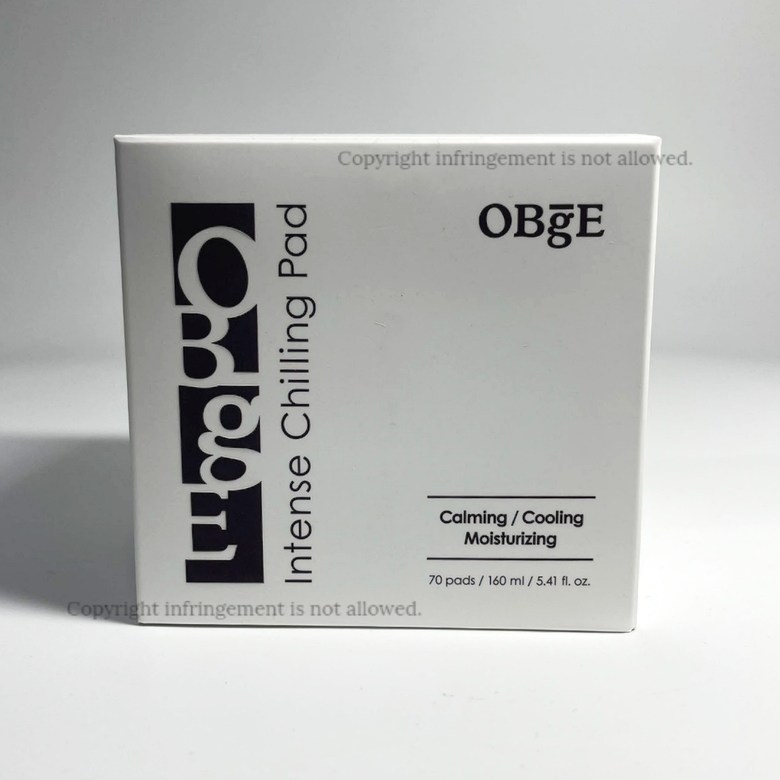 Copyright infringement is not allowed.
OBgE
OBgE
Intense Chilling Pad
Calming / Cooling
Moisturizing
70 pads / 160 ml / 5.41 fl. oz.
Copyright infringement is not allowed.